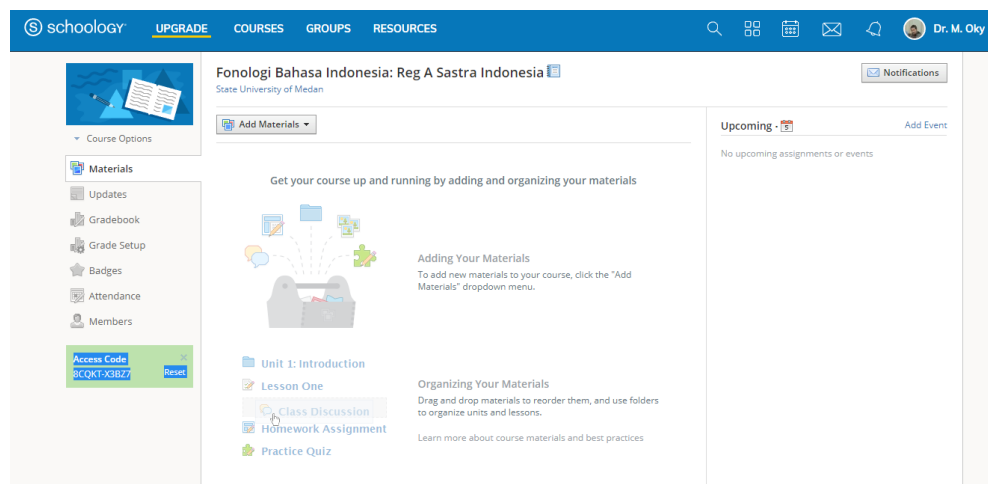 S schoology UPGRADE COURSES GROUPS RESOURCES Dr. M. Oky
Fonologi Bahasa Indonesia: Reg A Sastra Indonesia
State University of Medan
Notifications
Course Options
Materials
Updates
Gradebook
Grade Setup
Badges
Attendance
Members
Access Code
8CQKT-X3BZ7 Reset
Add Materials
Get your course up and running by adding and organizing your materials
Adding Your Materials
To add new materials to your course, click the "Add
Materials" dropdown menu.
Unit 1: Introduction
Lesson One
Class Discussion
Homework Assignment
Practice Quiz
Organizing Your Materials
Drag and drop materials to reorder them, and use folders
to organize units and lessons.
Learn more about course materials and best practices
Upcoming · 5 Add Event
No upcoming assignments or events